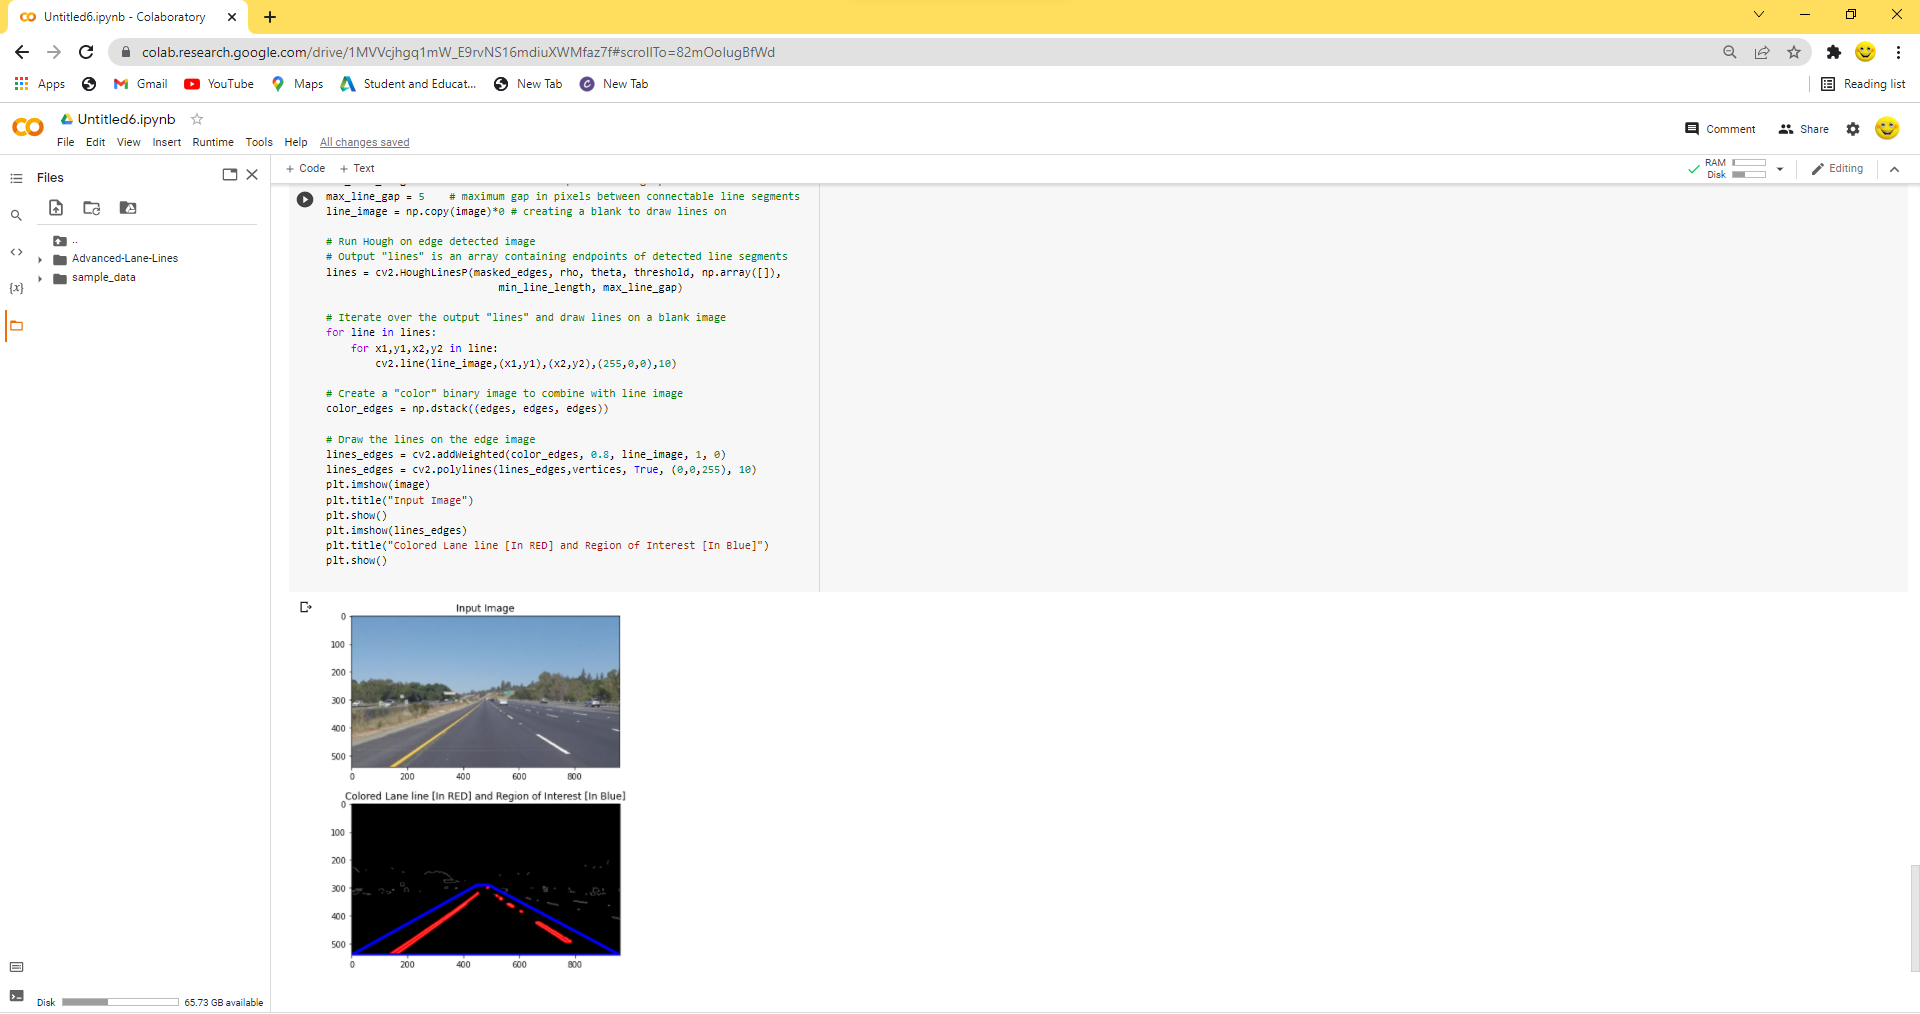 Untitled6.ipynb - Colaboratory
colab.research.google.com/drive/1MVVcjhgq1mW_E9rvNS16mdiuXWMfaz7f#scrollTo=82mOoIugBfWd
Apps Gmail YouTube Maps Student and Educat... New Tab New Tab Reading list
Untitled6.ipynb
File Edit View Insert Runtime Tools Help All changes saved
Comment Share
Files
+ Code + Text
RAM
Disk
Editing
..
Advanced-Lane-Lines
sample_data
max_line_gap = 5    # maximum gap in pixels between connectable line segments
line_image = np.copy(image)*0 # creating a blank to draw lines on
# Run Hough on edge detected image
# Output "lines" is an array containing endpoints of detected line segments
lines = cv2.HoughLinesP(masked_edges, rho, theta, threshold, np.array([]),
min_line_length, max_line_gap)
# Iterate over the output "lines" and draw lines on a blank image
for line in lines:
for x1,y1,x2,y2 in line:
cv2.line(line_image,(x1,y1),(x2,y2),(255,0,0),10)
# Create a "color" binary image to combine with line image
color_edges = np.dstack((edges, edges, edges))
# Draw the lines on the edge image
lines_edges = cv2.addWeighted(color_edges, 0.8, line_image, 1, 0)
lines_edges = cv2.polylines(lines_edges,vertices, True, (0,0,255), 10)
plt.imshow(image)
plt.title("Input Image")
plt.show()
plt.imshow(lines_edges)
plt.title("Colored Lane line [In RED] and Region of Interest [In Blue]")
plt.show()
Input Image
0
100
200
300
400
500
0 200 400 600 800
Colored Lane line [In RED] and Region of Interest [In Blue]
0
100
200
300
400
500
0 200 400 600 800
Disk 65.73 GB available